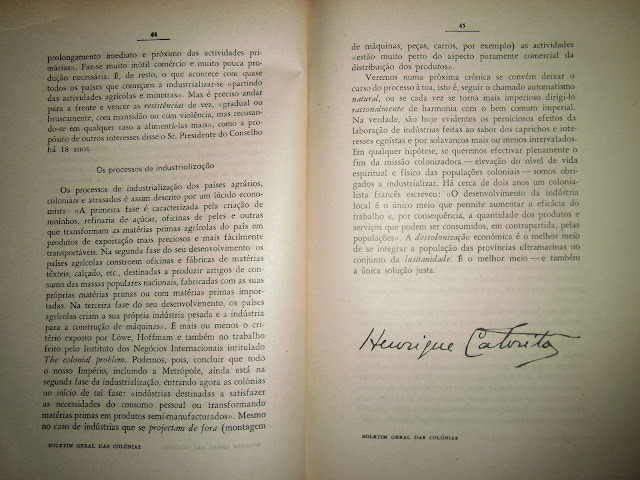 44
prolongamento imediato e próximo das actividades pri-
márias». Faz-se muito mútil comércio e muito pouca pro-
dução necessária. É, de resto, o que acontece com quase
todos os países que começam a industrializar-se «partindo
das actividades agrícolas e mineiras». Mas é preciso andar
para a frente e vencer as resistências de vez, «gradual ou
bruscamente, com mansidão ou com violência, mas recusan-
do-se em qualquer caso a alimentá-las mais», como a pro-
pósito de outros interesses disse o Sr. Presidente do Conselho
há 18 anos.
Os processos de industrialização
Os processos de industrialização dos países agrários,
coloniais e atrasados é assim descrito por um lúcido econo-
mista: «A primeira fase é caracterizada pela criação de
moínhos, refinaria de açúcar, oficinas de peles e outras
que transformam as matérias primas agrícolas do país em
produtos de exportação mais preciosos e mais fàcilmente
transportáveis. Na segunda fase do seu desenvolvimento os
países agrícolas constroem oficinas e fábricas de matérias
têxteis, calçado, etc., destinadas a produzir artigos de con-
sumo das massas populares nacionais, fabricadas com as suas
próprias matérias primas ou com matérias primas impor-
tadas. Na terceira fase do seu desenvolvimento, os países
agrícolas criam a sua própria indústria pesada e a indústria
para a construção de máquinas». É mais ou menos o cri-
tério exposto por Löwe, Hoffmam e também no trabalho
feito pelo Instituto dos Negócios Internacionais intitulado
The colonial problem. Podemos, pois, concluir que todo
o nosso Império, incluindo a Metrópole, ainda está na
segunda fase da industrialização, entrando agora as colónias
no início de tal fase: «indústrias destinadas a satisfazer
as necessidades do consumo pessoal ou transformando
matérias primas em produtos semi-manufacturados». Mesmo
no caso de indústrias que se projectam de fora (montagem
BOLETIM GERAL DAS COLÓNIAS
45
de máquinas, peças, carros, por exemplo) as actividades
«estão muito perto do aspecto puramente comercial da
distribuição dos produtos».
Veremos numa próxima crónica se convém deixar o
curso do processo à toa, isto é, seguir o chamado automatismo
natural, ou se cada vez se torna mais imperioso dirigi-lo
racionalmente de harmonia com o bem comum imperial.
Na verdade, são hoje evidentes os perniciosos efeitos da
laboração de indústrias feitas ao sabor dos caprichos e inte-
resses egoístas e por solavancos mais ou menos intervalados.
Em qualquer hipótese, se queremos efectivar plenamente o
fim da missão colonizadora — elevação do nível de vida
espiritual e físico das populações coloniais — somos obri-
gados a industrializar. Há cerca de dois anos um colonia-
lista francês escreveu: «O desenvolvimento da indústria
local é o único meio que permite aumentar a eficácia do
trabalho e, por consequência, a quantidade dos produtos e
serviços que podem ser consumidos, em contrapartida, pelas
populações». A descolonização económica é o melhor meio
de se integrar a população das províncias ultramarinas no
conjunto da lusitanidade. É o melhor meio — e também
a única solução justa.
Henrique
BOLETIM GERAL DAS COLÓNIAS